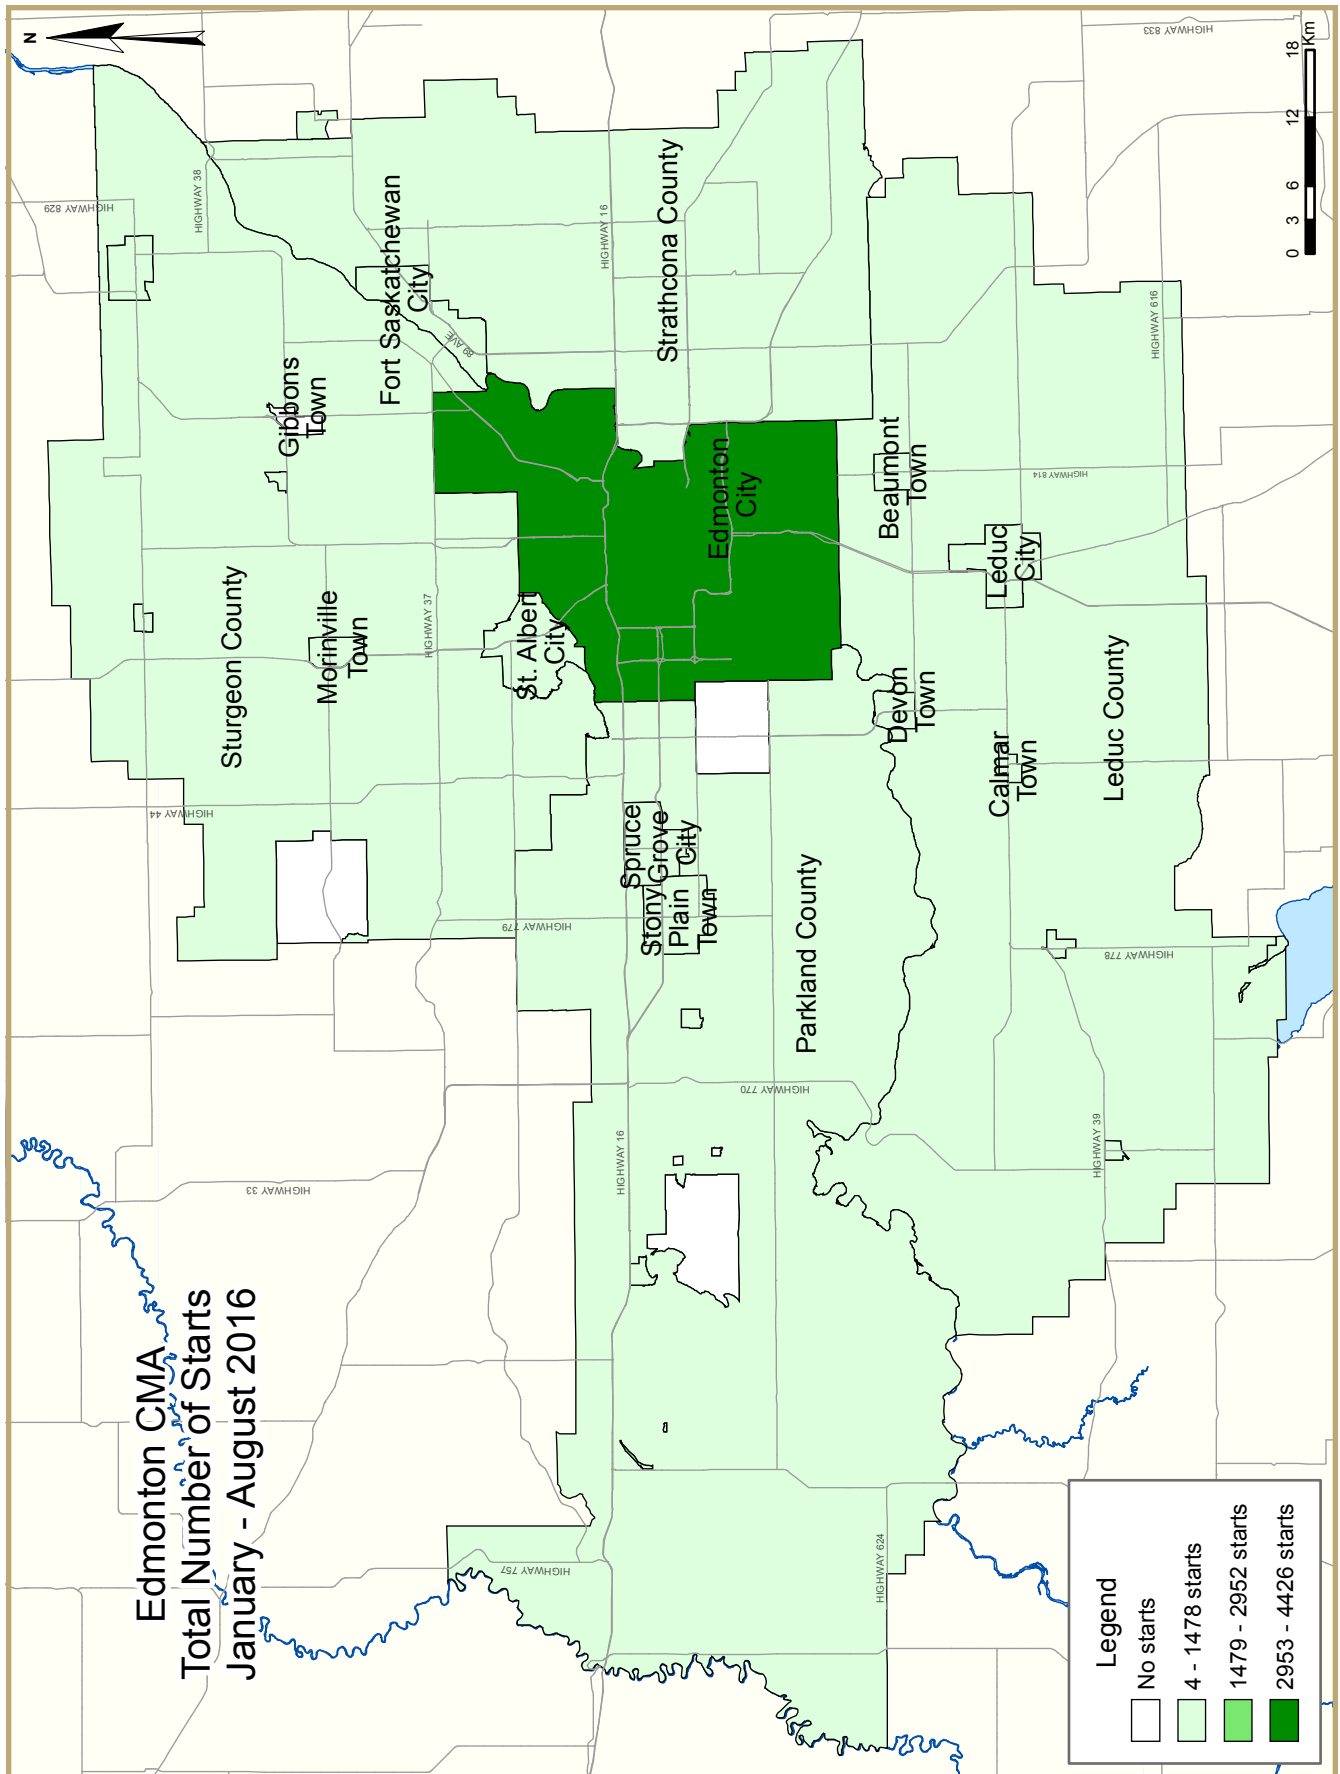 Edmonton CMA
Total Number of Starts
January - August 2016
N
HIGHWAY 829
HIGHWAY 38
HIGHWAY 833
Fort Saskatchewan
City
89 AVE
HIGHWAY 16
Strathcona County
Gibbons
Town
Sturgeon County
Morinville
Town
HIGHWAY 37
St. Albert
City
Edmonton
City
Beaumont
Town
HIGHWAY 814
HIGHWAY 616
Leduc
City
HIGHWAY 44
Devon
Town
Calmar
Town
Leduc County
Spruce
Grove
City
Stony
Plain
Town
HIGHWAY 779
Parkland County
HIGHWAY 778
HIGHWAY 770
HIGHWAY 16
HIGHWAY 39
HIGHWAY 33
HIGHWAY 757
HIGHWAY 624
0 3 6 12 18
Km
Legend
No starts
4 - 1478 starts
1479 - 2952 starts
2953 - 4426 starts